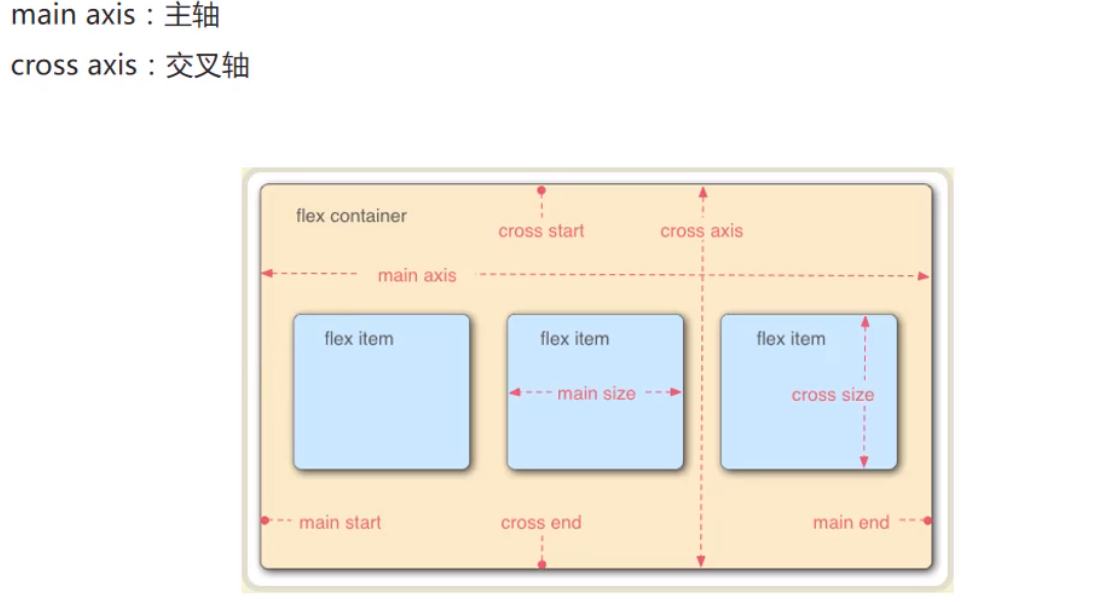 main axis：主轴
cross axis：交叉轴
flex container
cross start
cross axis
main axis
flex item
flex item
flex item
main size
cross size
main start
cross end
main end